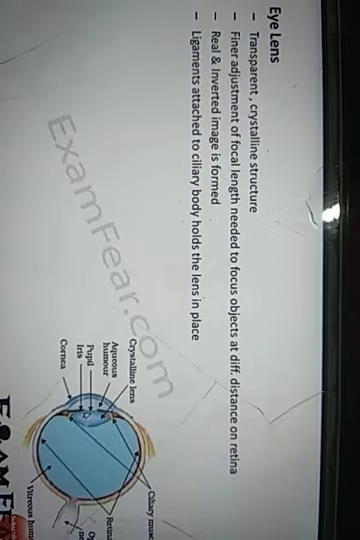 Eye Lens
– Transparent , crystalline structure
– Finer adjustment of focal length needed to focus objects at diff. distance on retina
– Real & Inverted image is formed
– Ligaments attached to ciliary body holds the lens in place
ExamFear.com
Crystalline lens
Aqueous
humour
Pupil
Iris
Cornea
Ciliary
Vitreous